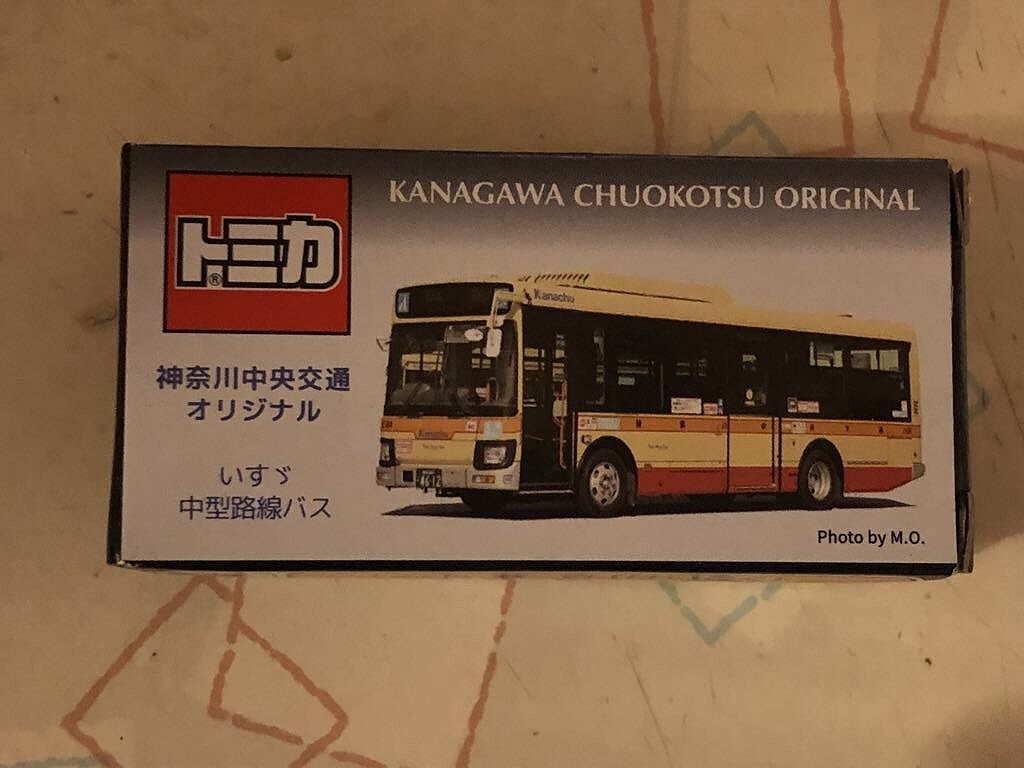 トミカ®
KANAGAWA CHUOKOTSU ORIGINAL
神奈川中央交通
オリジナル
いすゞ
中型路線バス
Kanachu
Photo by M.O.